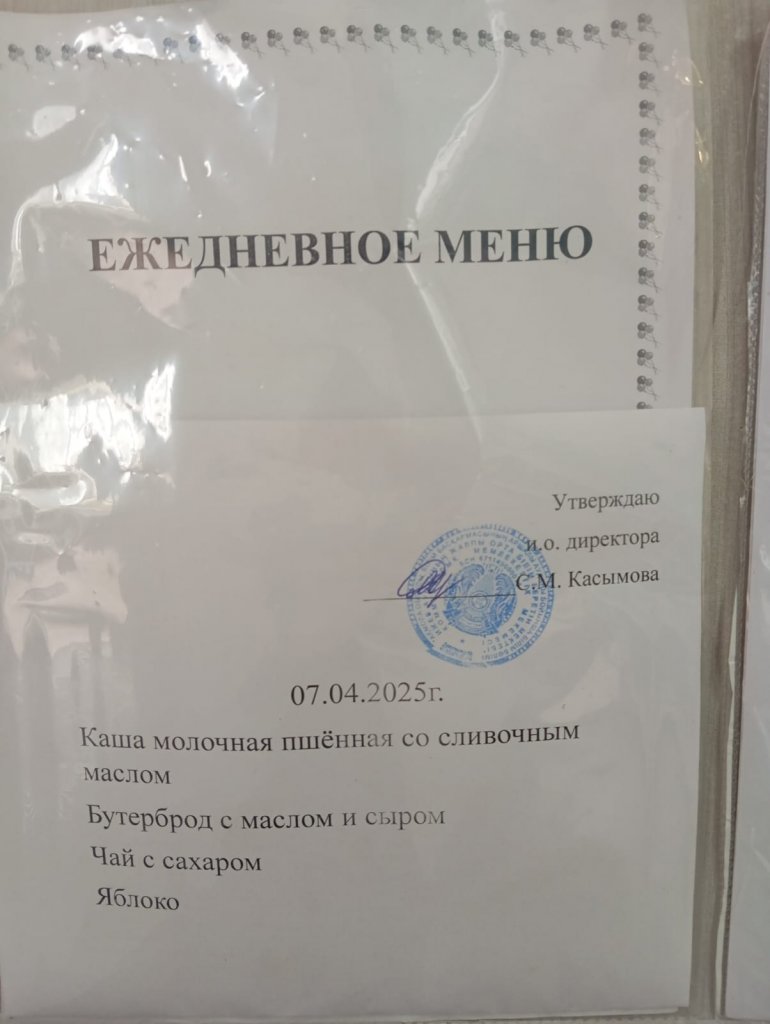 ЕЖЕДНЕВНОЕ МЕНЮ
Утверждаю
и.о. директора
С.М. Касымова
07.04.2025г.
Каша молочная пшённая со сливочным
маслом
Бутерброд с маслом и сыром
Чай с сахаром
Яблоко